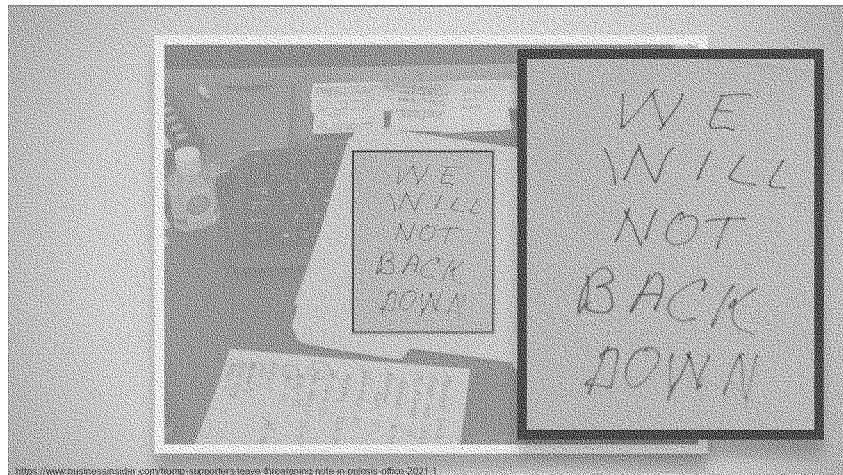 WE
WILL
NOT
BACK
DOWN
WE
WILL
NOT
BACK
DOWN
https://www.businessinsider.com/trump-supporters-leave-threatening-note-in-pelosis-office-2021-1